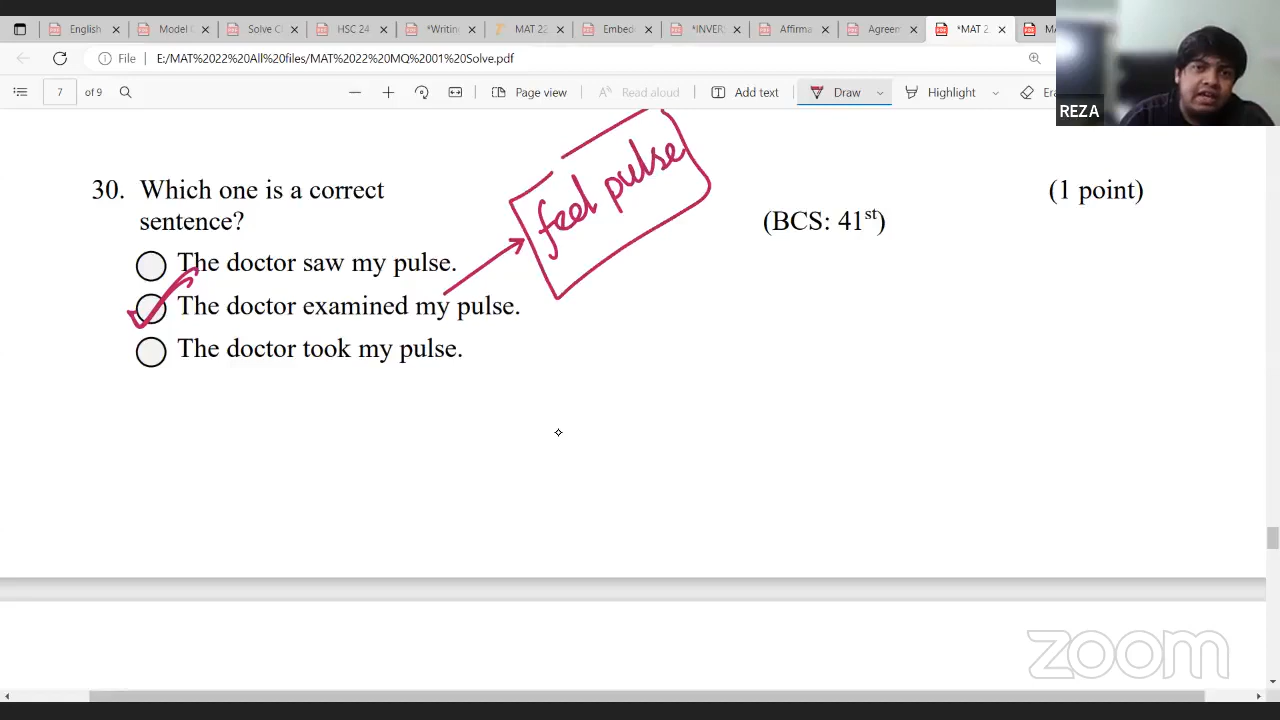 English
Model
Solve C
HSC 24
*Writing
MAT 22
Embed
*INVER
Affirma
Agreem
*MAT 2
File E:/MAT%2022%20All%20files/MAT%2022%20MQ%2001%20Solve.pdf
7 of 9 Page view Read aloud Add text Draw Highlight
REZA
feel pulse
30. Which one is a correct (1 point)
sentence? (BCS: 41st)
The doctor saw my pulse.
The doctor examined my pulse.
The doctor took my pulse.
zoom